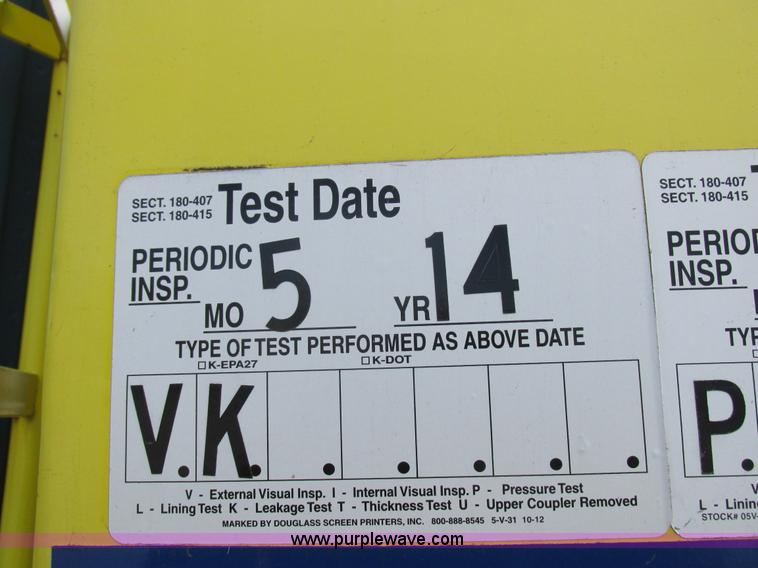 SECT. 180-407
SECT. 180-415
Test Date
PERIODIC
INSP.
MO 5 YR 14
TYPE OF TEST PERFORMED AS ABOVE DATE
☐ K-EPA27 ☐ K-DOT
V. K. . . . . .
V - External Visual Insp. I - Internal Visual Insp. P - Pressure Test
L - Lining Test K - Leakage Test T - Thickness Test U - Upper Coupler Removed
MARKED BY DOUGLASS SCREEN PRINTERS, INC. 800-888-8545 5-V-31 10-12
SECT. 180-407
SECT. 180-415
PERIOD
INSP.
TYP
P.
V
L - Linin
STOCK# 05V-
www.purplewave.com